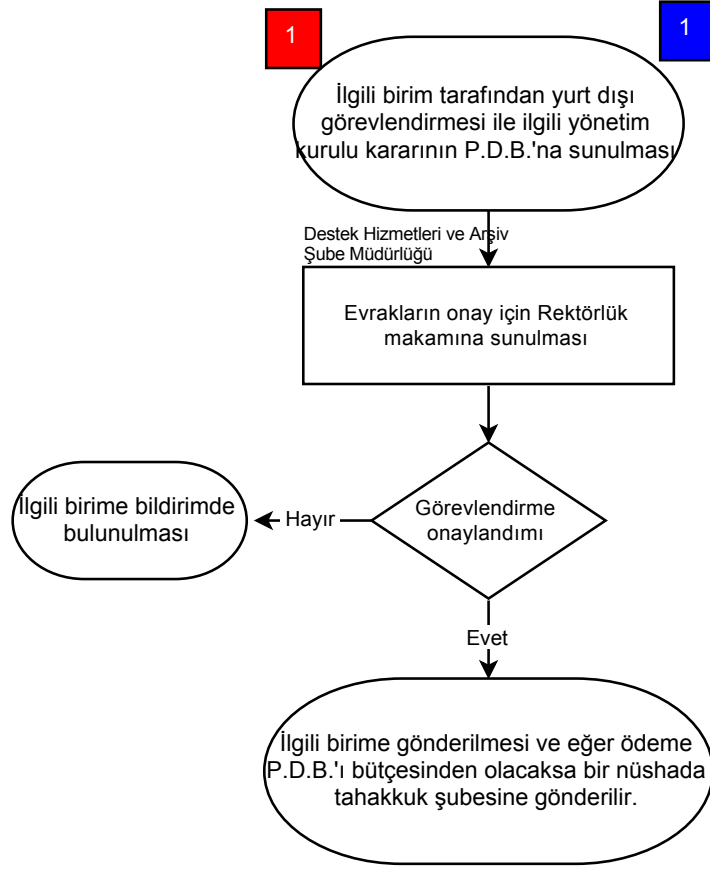 1
1
İlgili birim tarafından yurt dışı
görevlendirmesi ile ilgili yönetim
kurulu kararının P.D.B.'na sunulması
Destek Hizmetleri ve Arşiv
Şube Müdürlüğü
Evrakların onay için Rektörlük
makamına sunulması
Görevlendirme
onaylandımı
Hayır
İlgili birime bildirimde
bulunulması
Evet
İlgili birime gönderilmesi ve eğer ödeme
P.D.B.'ı bütçesinden olacaksa bir nüshada
tahakkuk şubesine gönderilir.